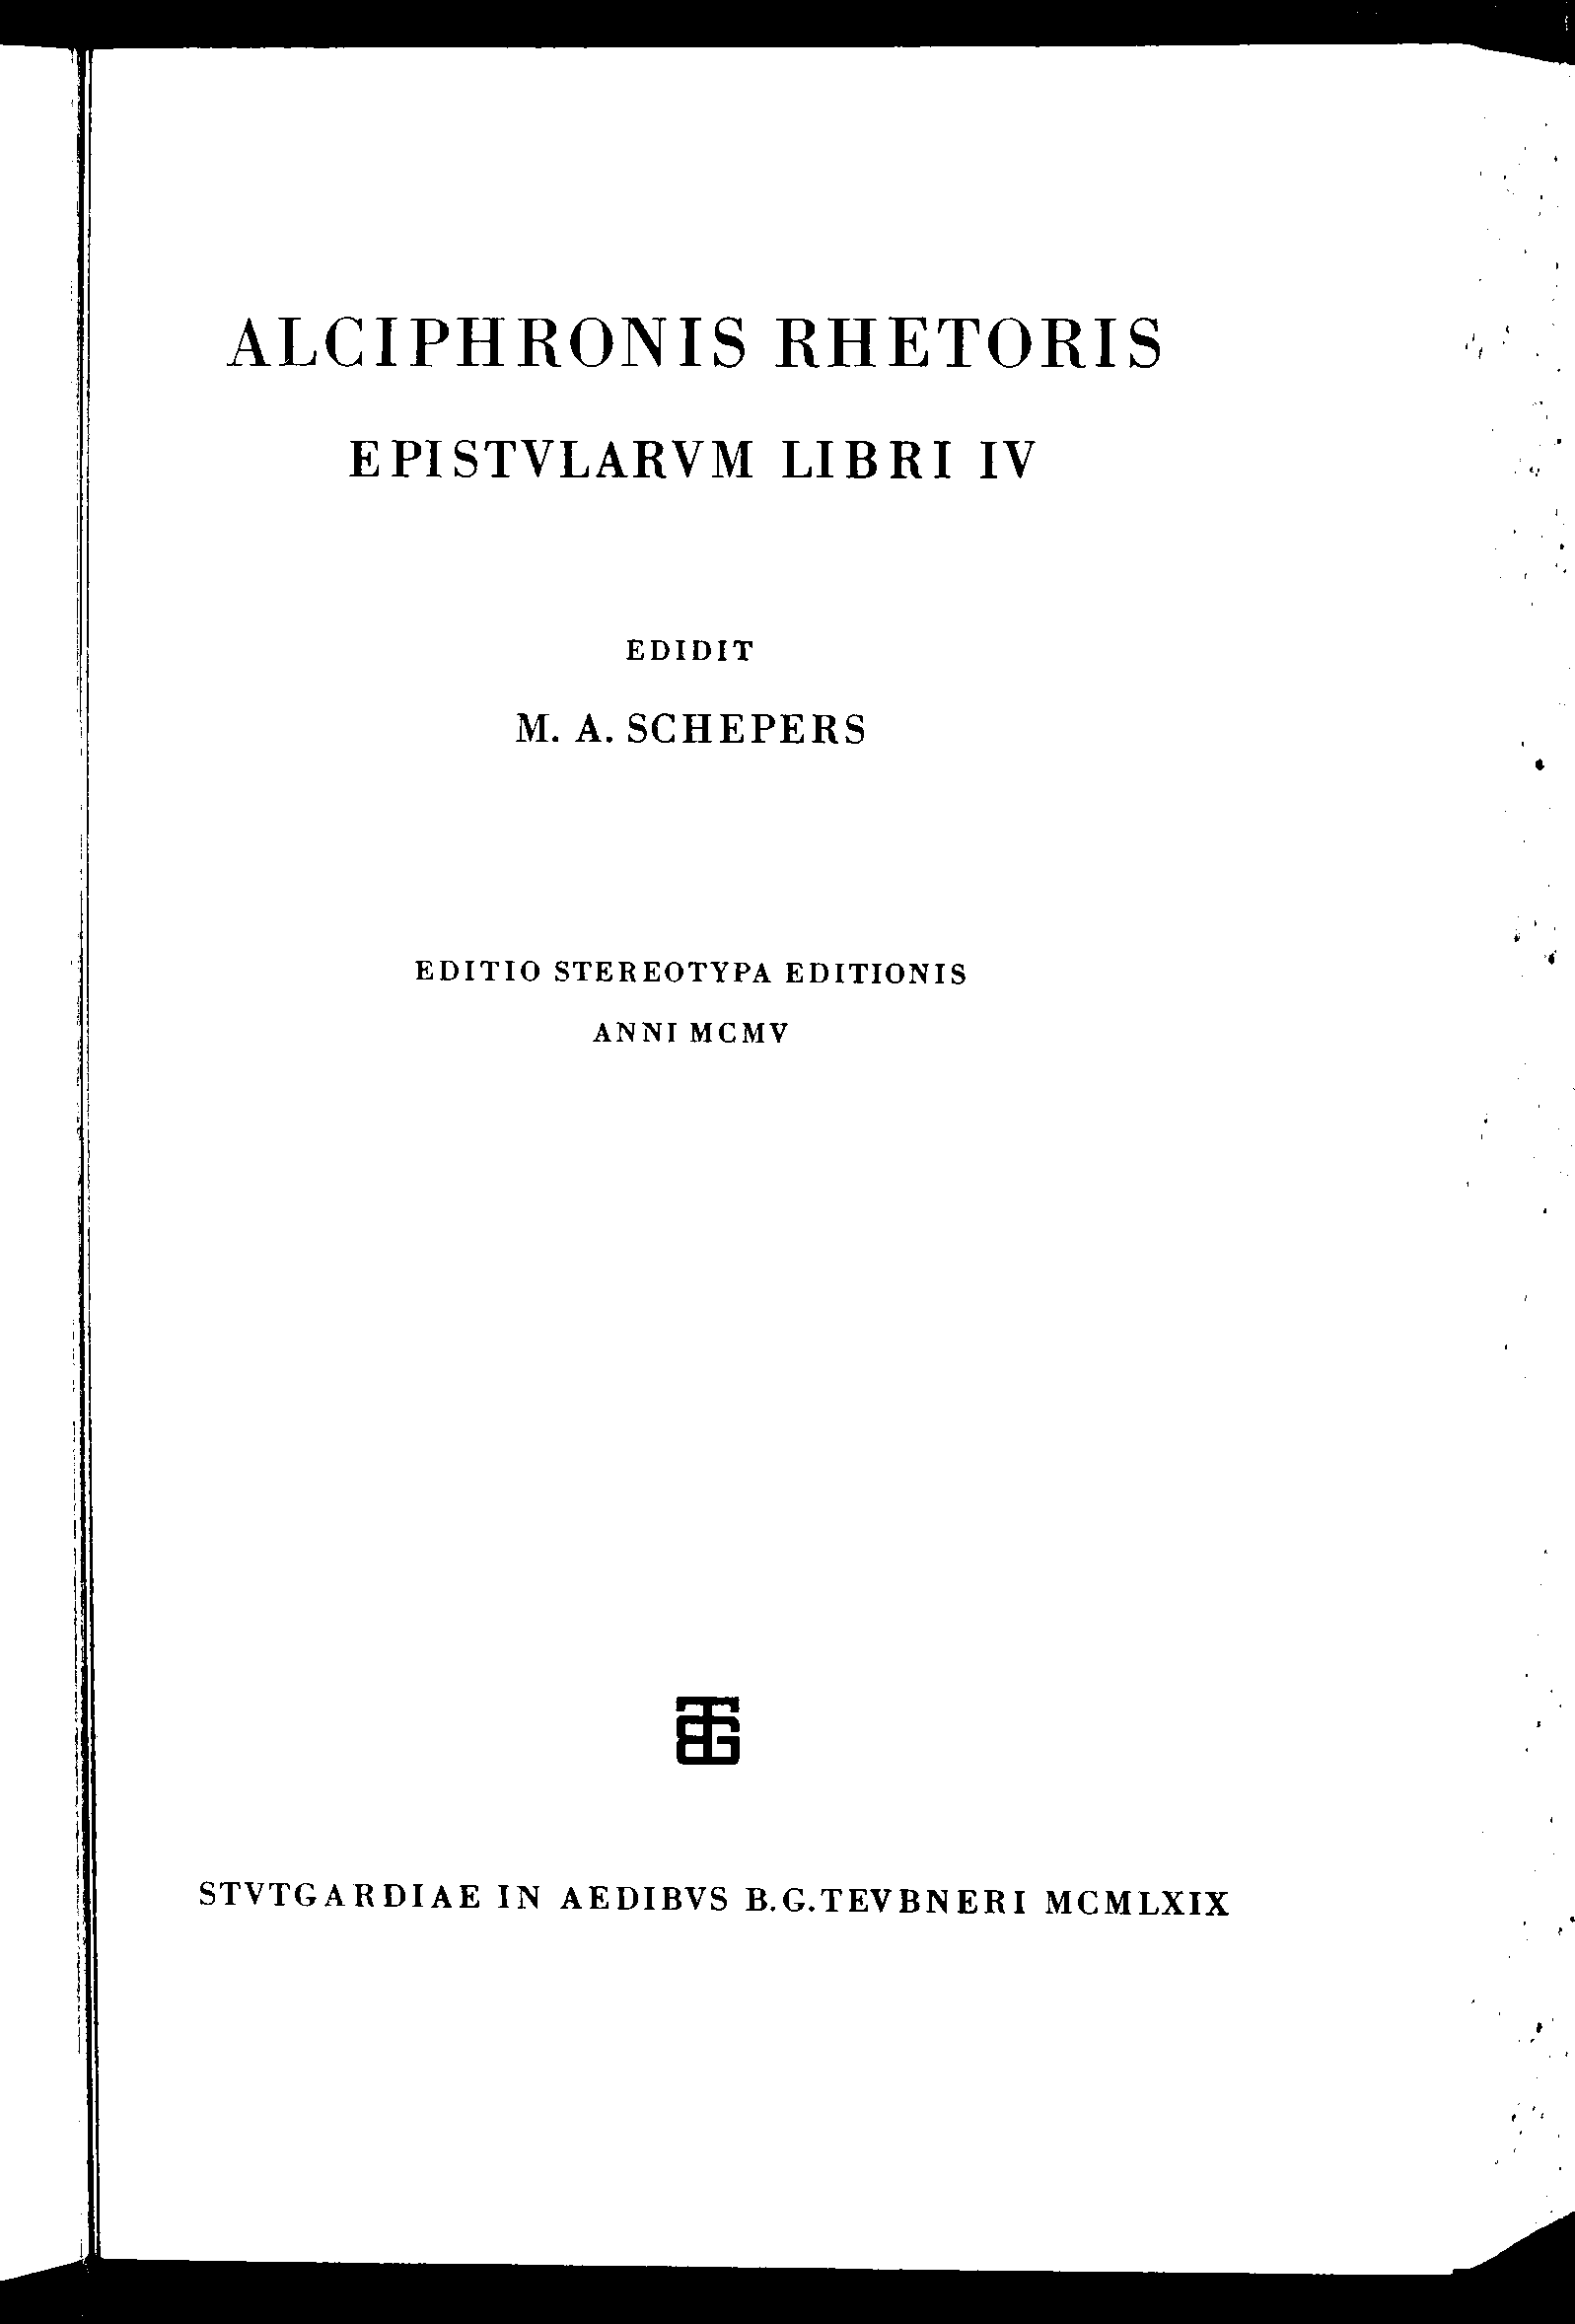 ALCIPHRONIS RHETORIS
EPISTVLARVM LIBRI IV
EDIDIT
M. A. SCHEPERS
EDITIO STEREOTYPA EDITIONIS
ANNI MCMV
STVTGARDIAE IN AEDIBVS B.G.TEVBNERI MCMLXIX